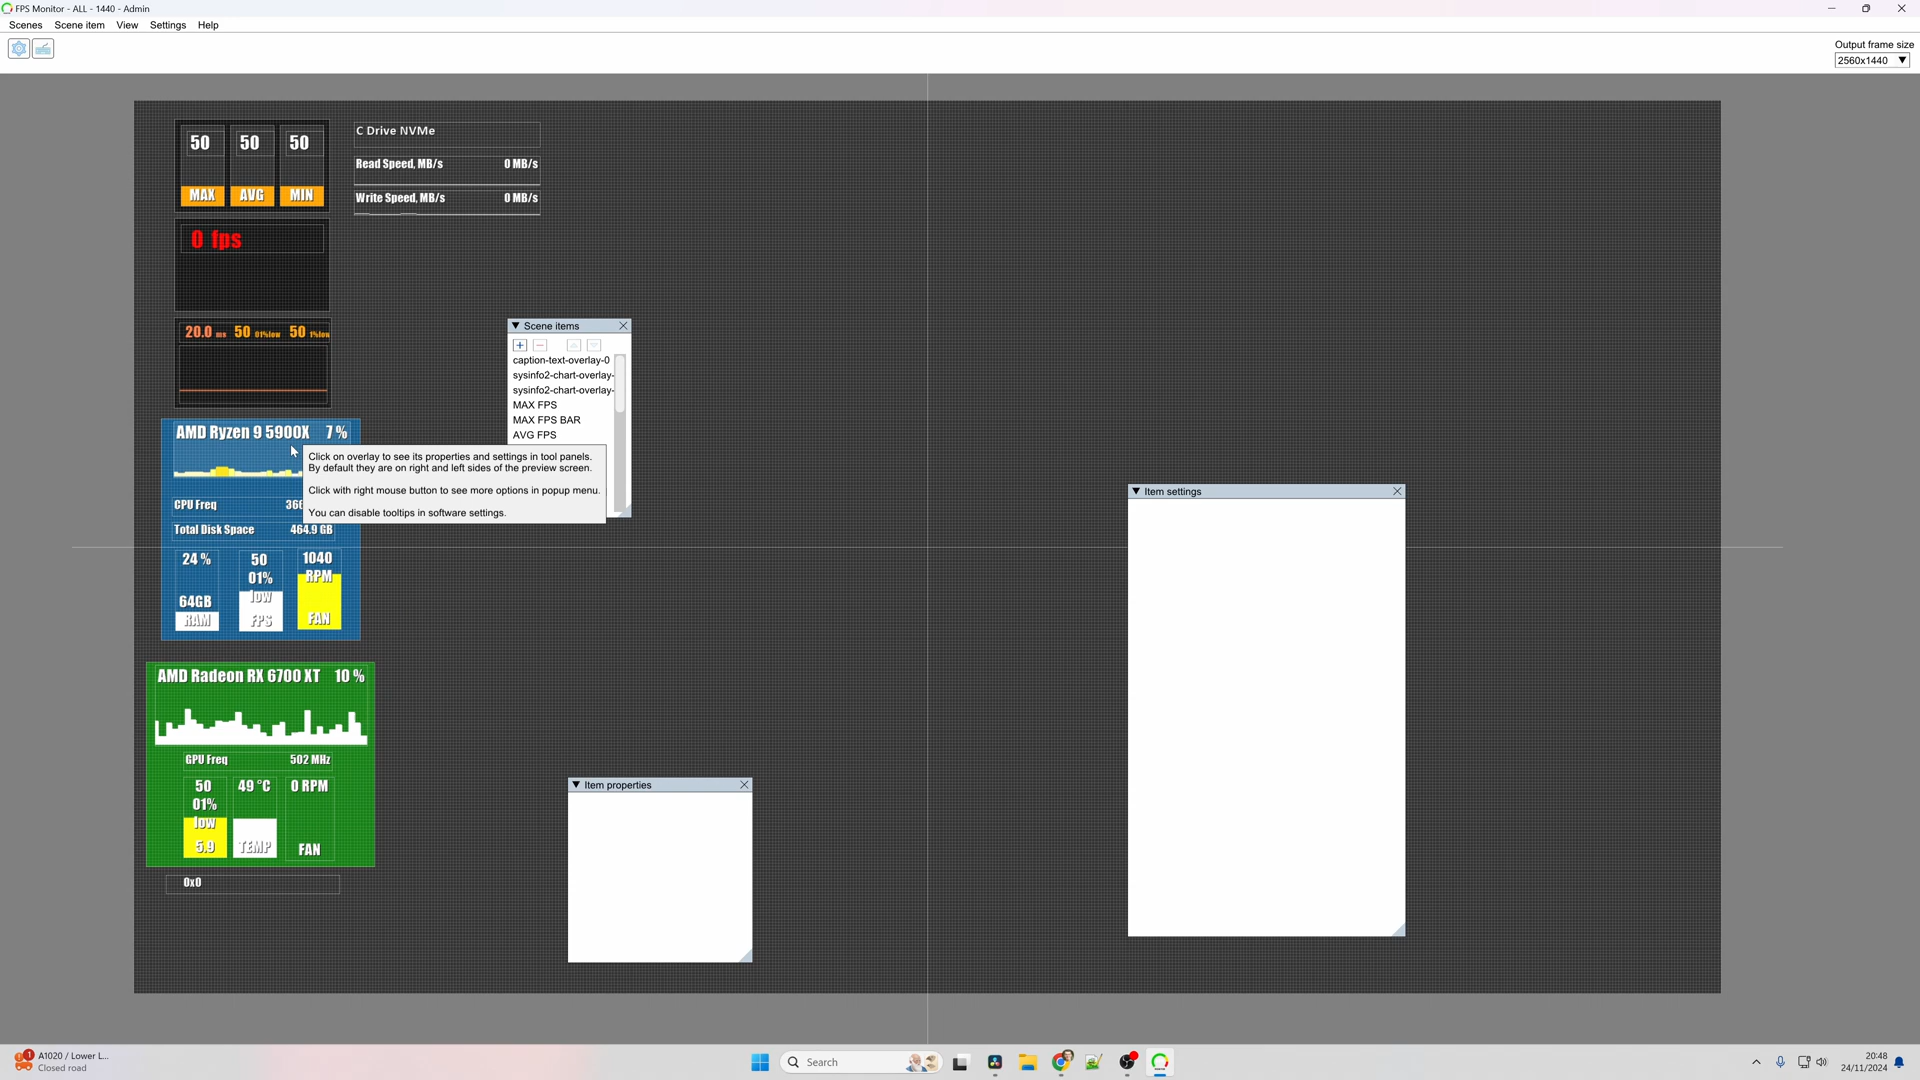 FPS Monitor - ALL - 1440 - Admin
Scenes Scene item View Settings Help
Output frame size
2560x1440
50 50 50
MAX AVG MIN
C Drive NVMe
Read Speed, MB/s 0 MB/s
Write Speed, MB/s 0 MB/s
0 fps
20.0 ms 50 01%low 50 1%low
Scene items
caption-text-overlay-0
sysinfo2-chart-overlay-
sysinfo2-chart-overlay-
MAX FPS
MAX FPS BAR
AVG FPS
AMD Ryzen 9 5900X 7 %
Click on overlay to see its properties and settings in tool panels.
By default they are on right and left sides of the preview screen.
Click with right mouse button to see more options in popup menu.
You can disable tooltips in software settings.
CPU Freq 366
Total Disk Space 464.9 GB
24 % 50 1040
01% RPM
low
64GB
RAM FPS FAN
AMD Radeon RX 6700 XT 10 %
GPU Freq 502 MHz
50 49 °C 0 RPM
01%
low
5.9 TEMP FAN
0x0
Item settings
Item properties
1
A1020 / Lower L...
Closed road
Search
20:48
24/11/2024